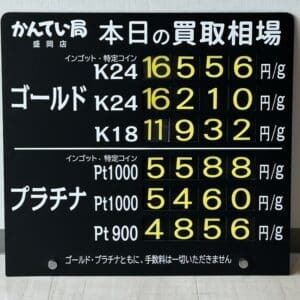 かんてい局 盛岡店 本日の買取相場
インゴット・特定コイン
K24 16556 円/g
ゴールド K24 16210 円/g
K18 11932 円/g
インゴット・特定コイン
Pt1000 5588 円/g
プラチナ Pt1000 5460 円/g
Pt900 4856 円/g
ゴールド・プラチナともに、手数料は一切いただきません